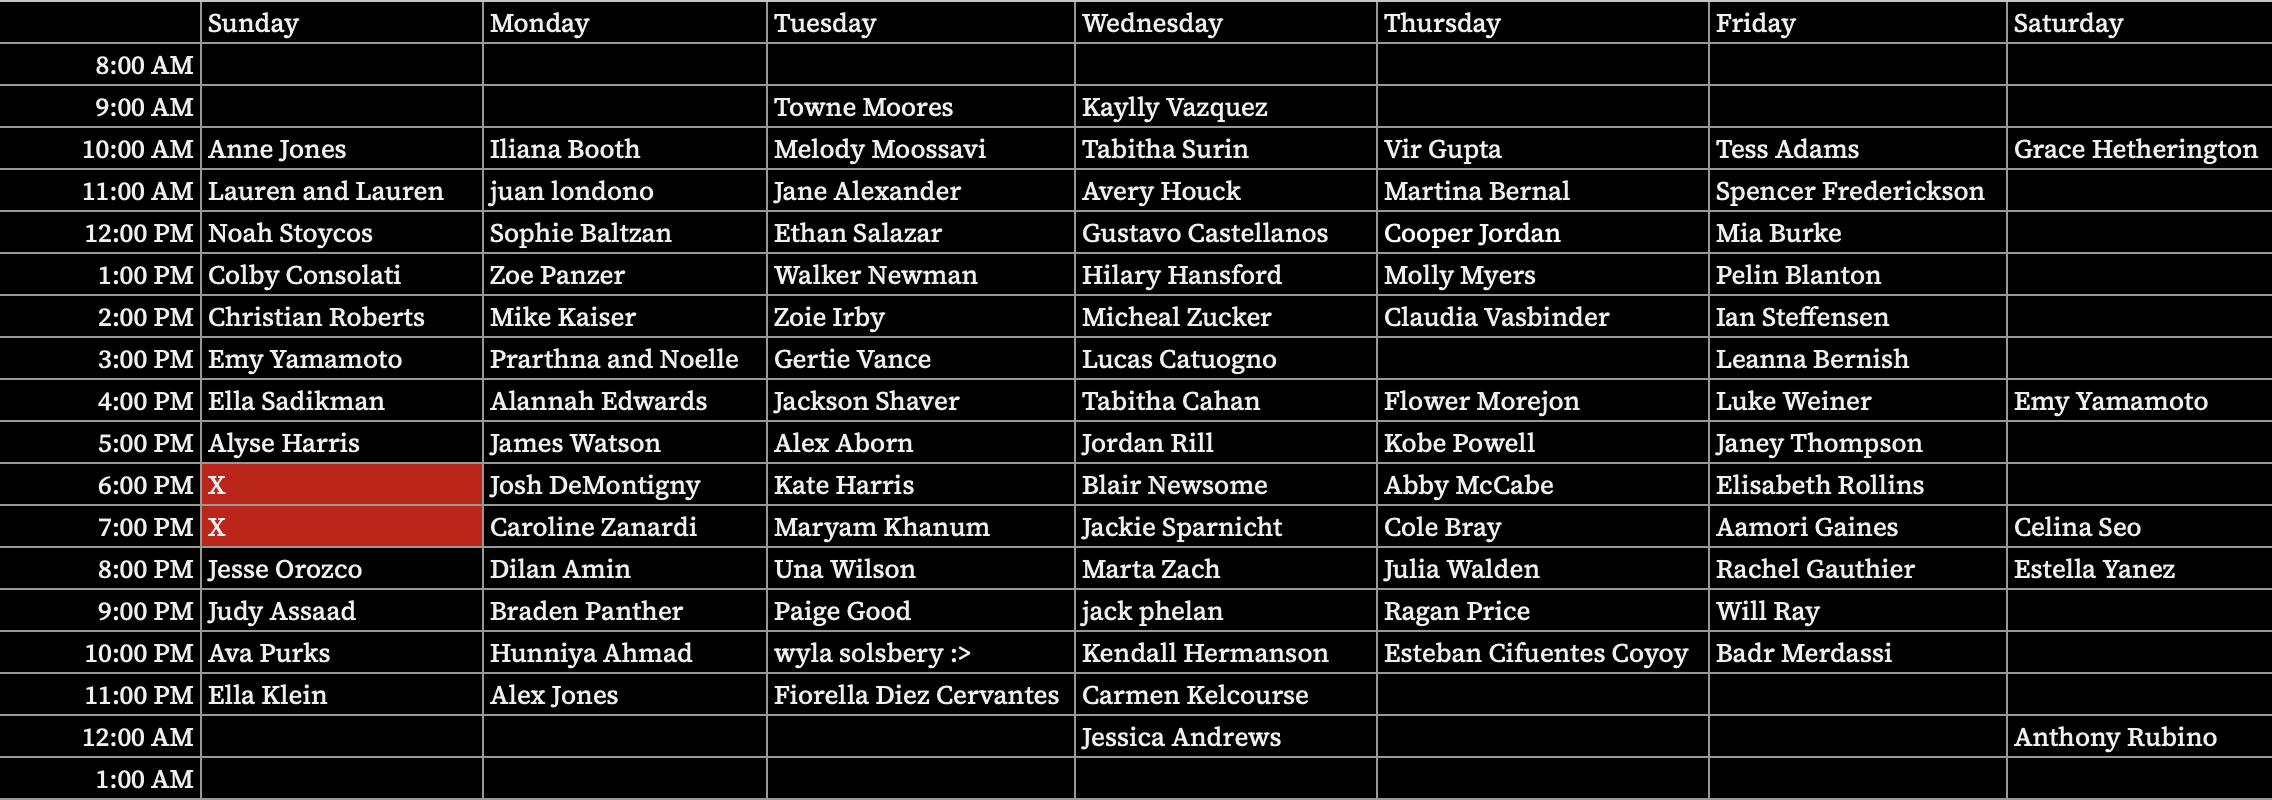 Sunday Monday Tuesday Wednesday Thursday Friday Saturday
8:00 AM
9:00 AM Towne Moores Kaylly Vazquez
10:00 AM Anne Jones Iliana Booth Melody Moossavi Tabitha Surin Vir Gupta Tess Adams Grace Hetherington
11:00 AM Lauren and Lauren juan londono Jane Alexander Avery Houck Martina Bernal Spencer Frederickson
12:00 PM Noah Stoycos Sophie Baltzan Ethan Salazar Gustavo Castellanos Cooper Jordan Mia Burke
1:00 PM Colby Consolati Zoe Panzer Walker Newman Hilary Hansford Molly Myers Pelin Blanton
2:00 PM Christian Roberts Mike Kaiser Zoie Irby Micheal Zucker Claudia Vasbinder Ian Steffensen
3:00 PM Emy Yamamoto Prarthna and Noelle Gertie Vance Lucas Catuogno Leanna Bernish
4:00 PM Ella Sadikman Alannah Edwards Jackson Shaver Tabitha Cahan Flower Morejon Luke Weiner Emy Yamamoto
5:00 PM Alyse Harris James Watson Alex Aborn Jordan Rill Kobe Powell Janey Thompson
6:00 PM X Josh DeMontigny Kate Harris Blair Newsome Abby McCabe Elisabeth Rollins
7:00 PM X Caroline Zanardi Maryam Khanum Jackie Sparnicht Cole Bray Aamori Gaines Celina Seo
8:00 PM Jesse Orozco Dilan Amin Una Wilson Marta Zach Julia Walden Rachel Gauthier Estella Yanez
9:00 PM Judy Assaad Braden Panther Paige Good jack phelan Ragan Price Will Ray
10:00 PM Ava Purks Hunniya Ahmad wyla solsbery :> Kendall Hermanson Esteban Cifuentes Coyoy Badr Merdassi
11:00 PM Ella Klein Alex Jones Fiorella Diez Cervantes Carmen Kelcourse
12:00 AM Jessica Andrews Anthony Rubino
1:00 AM